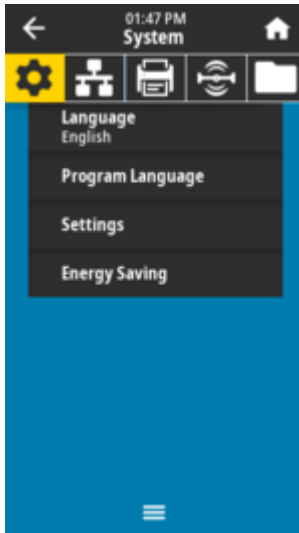 01:47 PM
System
Language
English
Program Language
Settings
Energy Saving